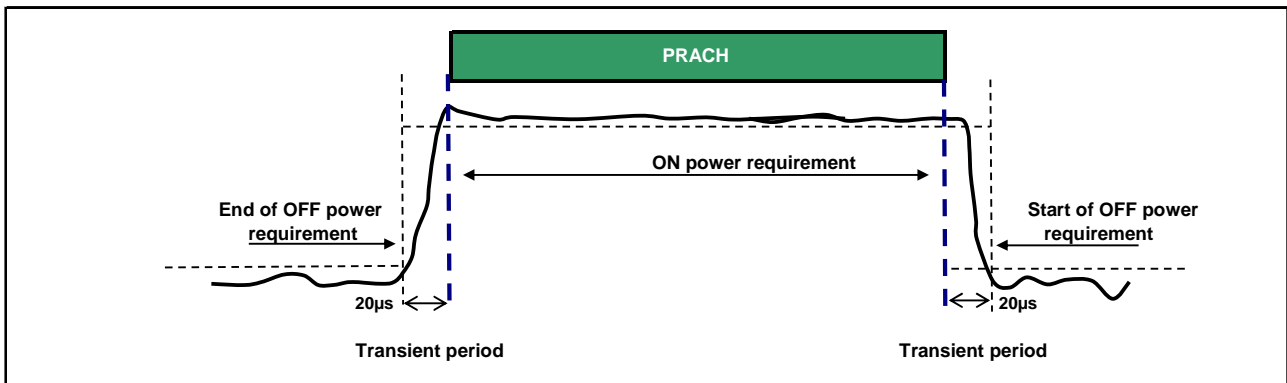 PRACH
ON power requirement
End of OFF power
requirement
Start of OFF power
requirement
20µs
20µs
Transient period
Transient period